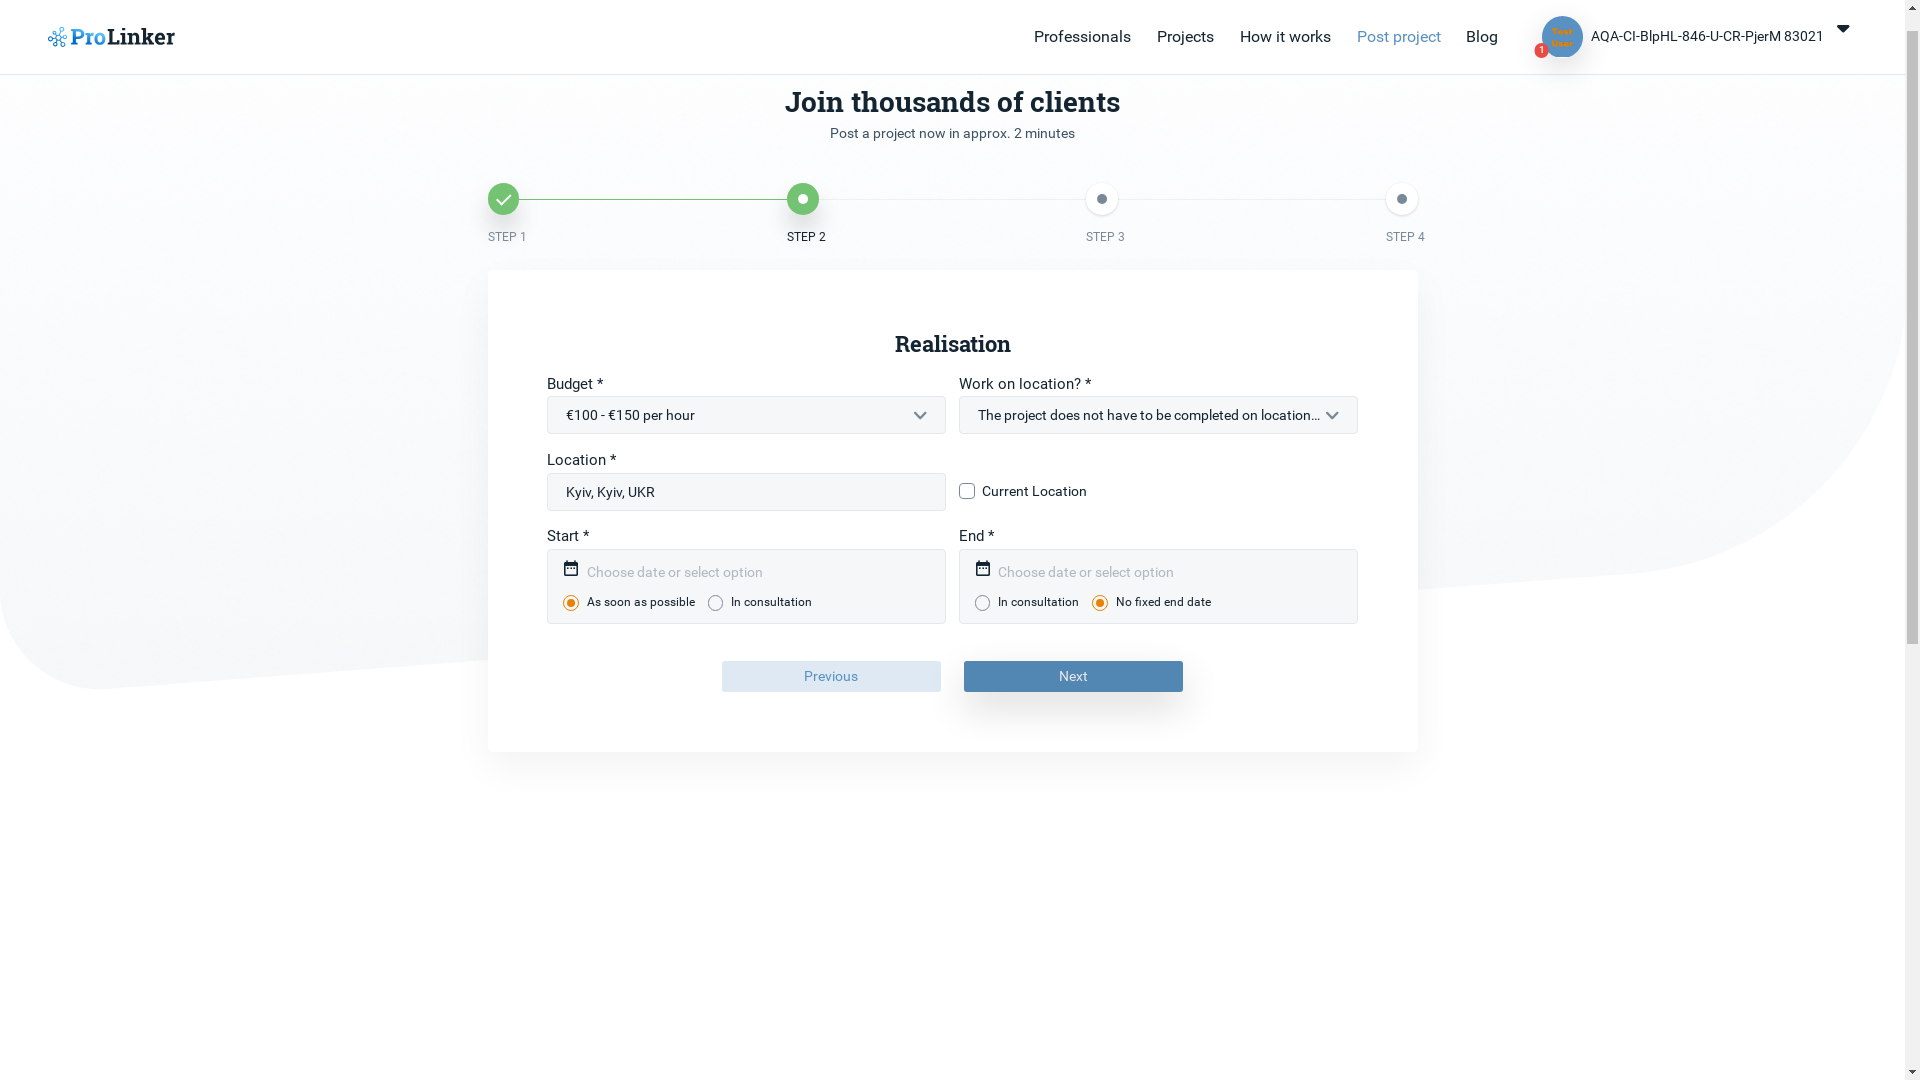 ProLinker
Professionals
Projects
How it works
Post project
Blog
Test
User
1
AQA-CI-BlpHL-846-U-CR-PjerM 83021
Join thousands of clients
Post a project now in approx. 2 minutes
STEP 1
STEP 2
STEP 3
STEP 4
Realisation
Budget *
€100 - €150 per hour
Work on location? *
The project does not have to be completed on location...
Location *
Kyiv, Kyiv, UKR
Current Location
Start *
Choose date or select option
As soon as possible
In consultation
End *
Choose date or select option
In consultation
No fixed end date
Previous
Next